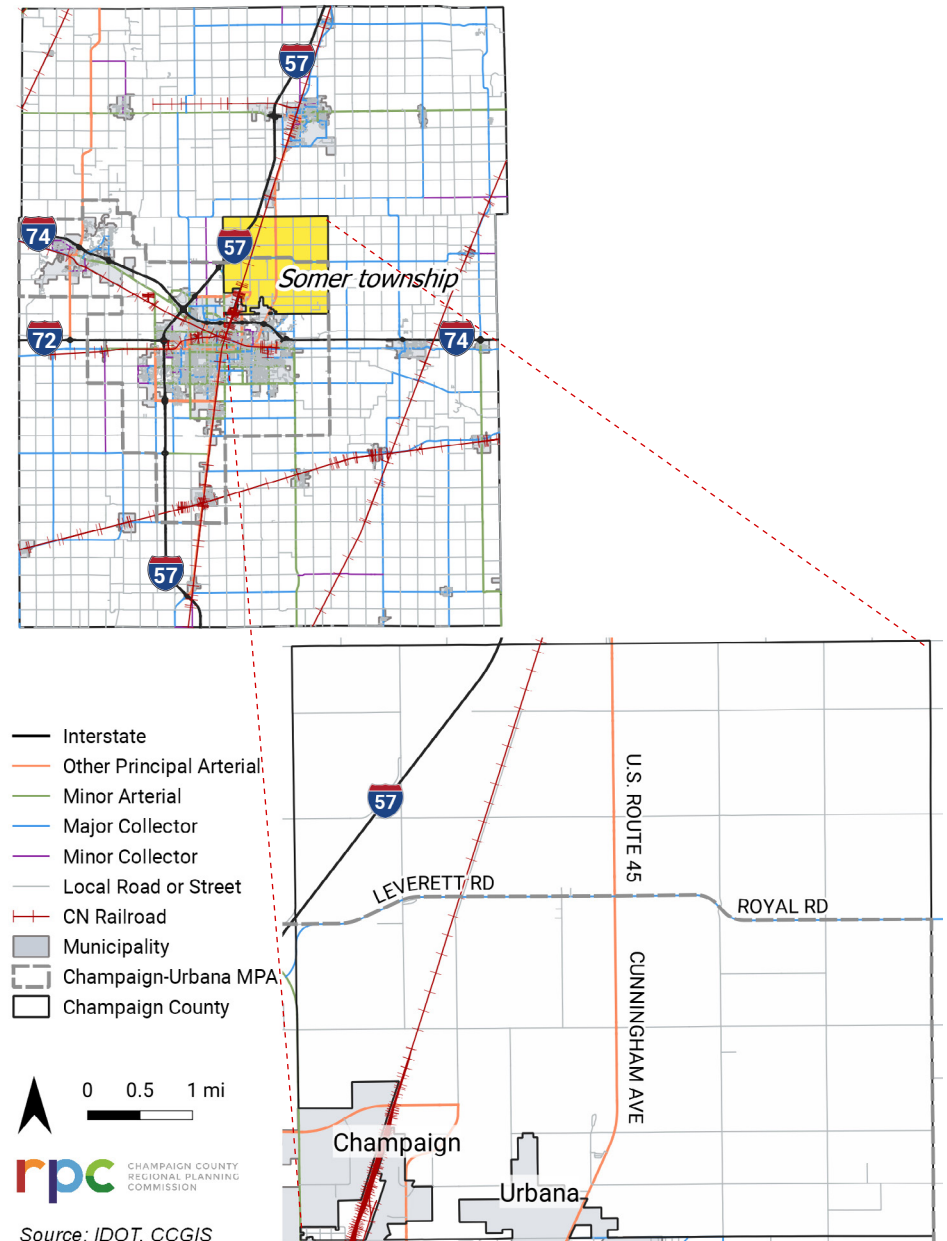 57
74
57
Somer township
72
74
57
Interstate
Other Principal Arterial
Minor Arterial
Major Collector
Minor Collector
Local Road or Street
CN Railroad
Municipality
Champaign-Urbana MPA
Champaign County
0 0.5 1 mi
rpc
CHAMPAIGN COUNTY
REGIONAL PLANNING
COMMISSION
Source: IDOT, CCGIS
57
U.S. ROUTE 45
LEVERETT RD
ROYAL RD
CUNNINGHAM AVE
Champaign
Urbana